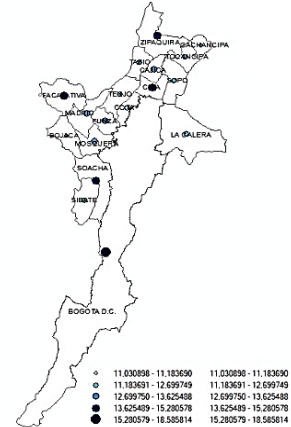 ZIPAQUIRA
GACHANCIPA
TOCANCIPA
TABIO
CAJICA
SOPO
CHIA
TENJO
FACATATIVA
COTA
MADRID
FUNZA
LA CALERA
BOJACA
MOSQUERA
SOACHA
SIBATE
BOGOTA D.C.
11.030898 - 11.183690 11.030898 - 11.183690
11.183691 - 12.699749 11.183691 - 12.699749
12.699750 - 13.625488 12.699750 - 13.625488
13.625489 - 15.280578 13.625489 - 15.280578
15.280579 - 18.585814 15.280579 - 18.585814